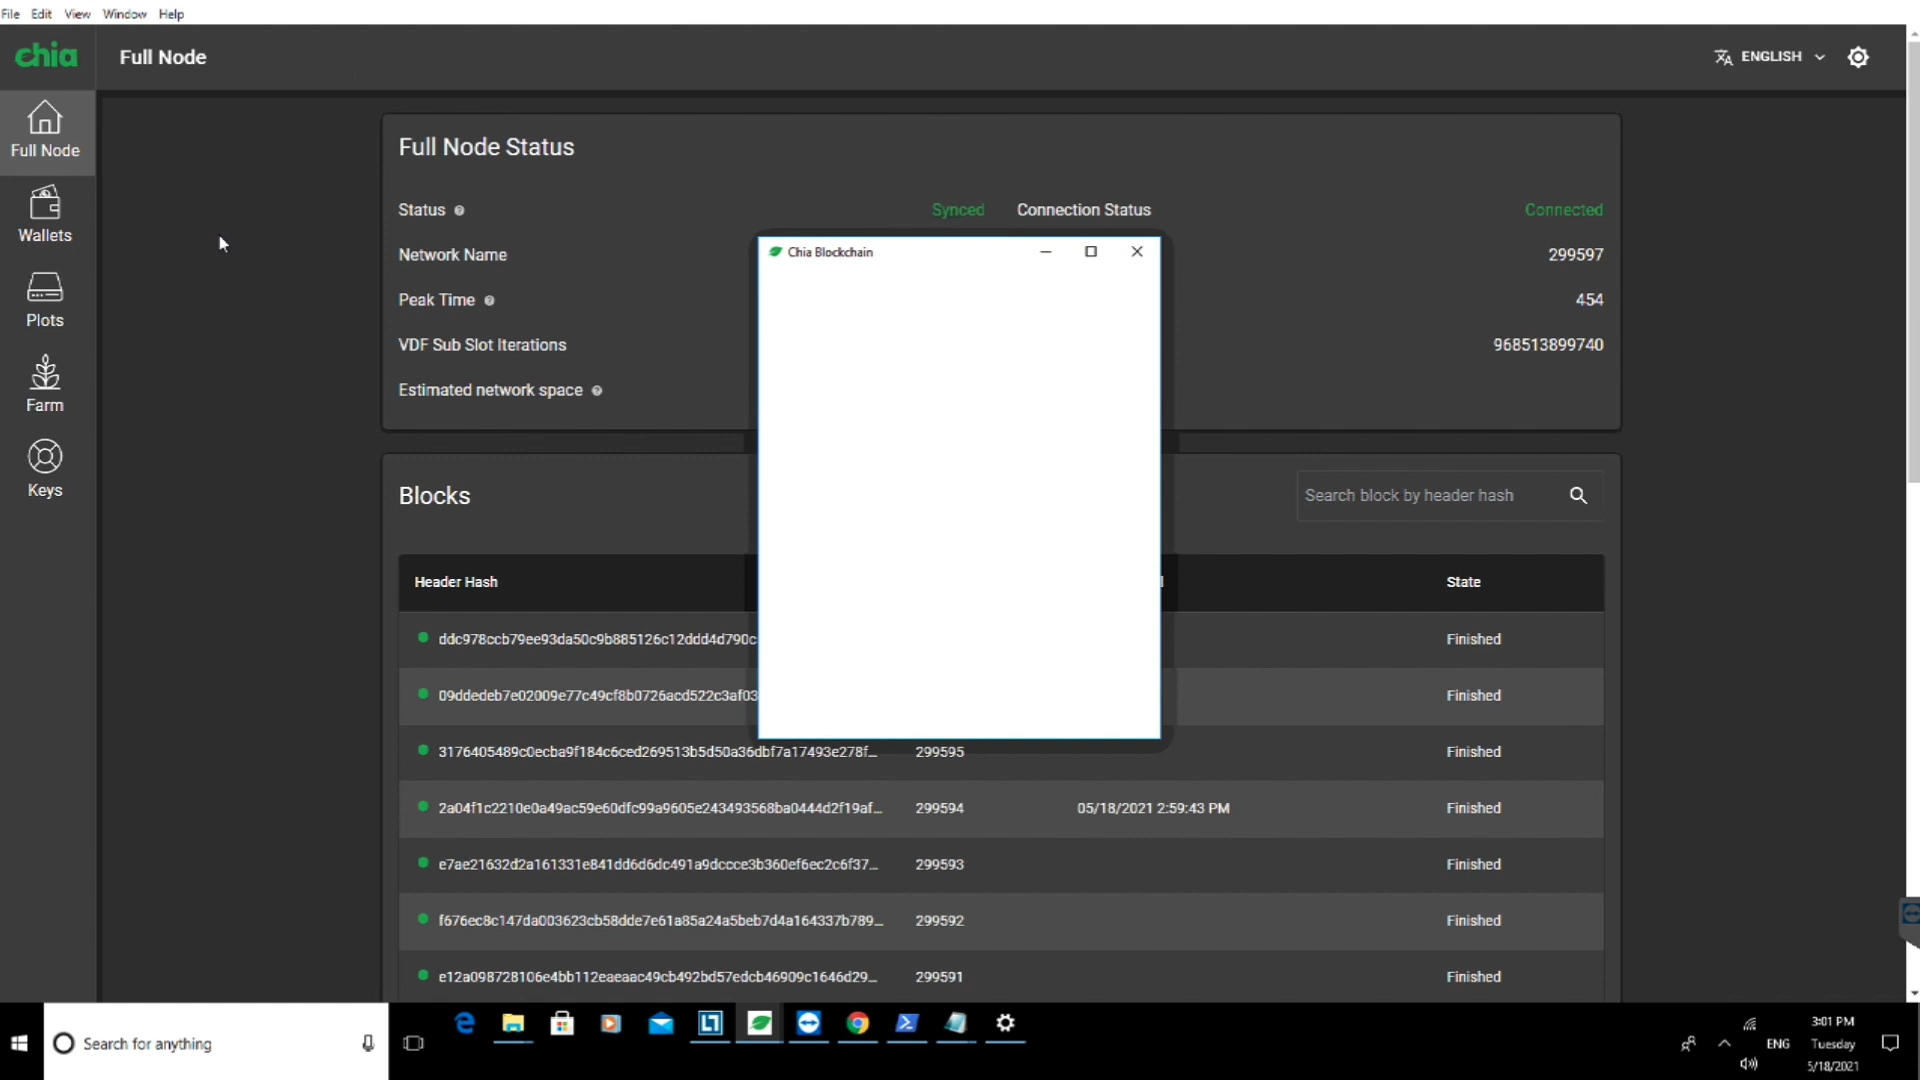 File Edit View Window Help
chia Full Node ENGLISH
Full Node
Wallets
Plots
Farm
Keys
Full Node Status
Status Synced Connection Status Connected
Network Name 299597
Peak Time 454
VDF Sub Slot Iterations 968513899740
Estimated network space
Chia Blockchain
Blocks Search block by header hash
Header Hash State
ddc978ccb79ee93da50c9b885126c12ddd4d790c Finished
09ddedeb7e02009e77c49cf8b0726acd522c3af03 Finished
3176405489c0ecba9f184c6ced269513b5d50a36dbf7a17493e278f... 299595 Finished
2a04f1c2210e0a49ac59e60dfc99a9605e243493568ba0444d2f19af... 299594 05/18/2021 2:59:43 PM Finished
e7ae21632d2a161331e841dd6d6dc491a9dccce3b360ef6ec2c6f37... 299593 Finished
f676ec8c147da003623cb58dde7e61a85a24a5beb7d4a164337b789... 299592 Finished
e12a098728106e4bb112eaeaac49cb492bd57edcb46909c1646d29... 299591 Finished
Search for anything
ENG
3:01 PM
Tuesday
5/18/2021